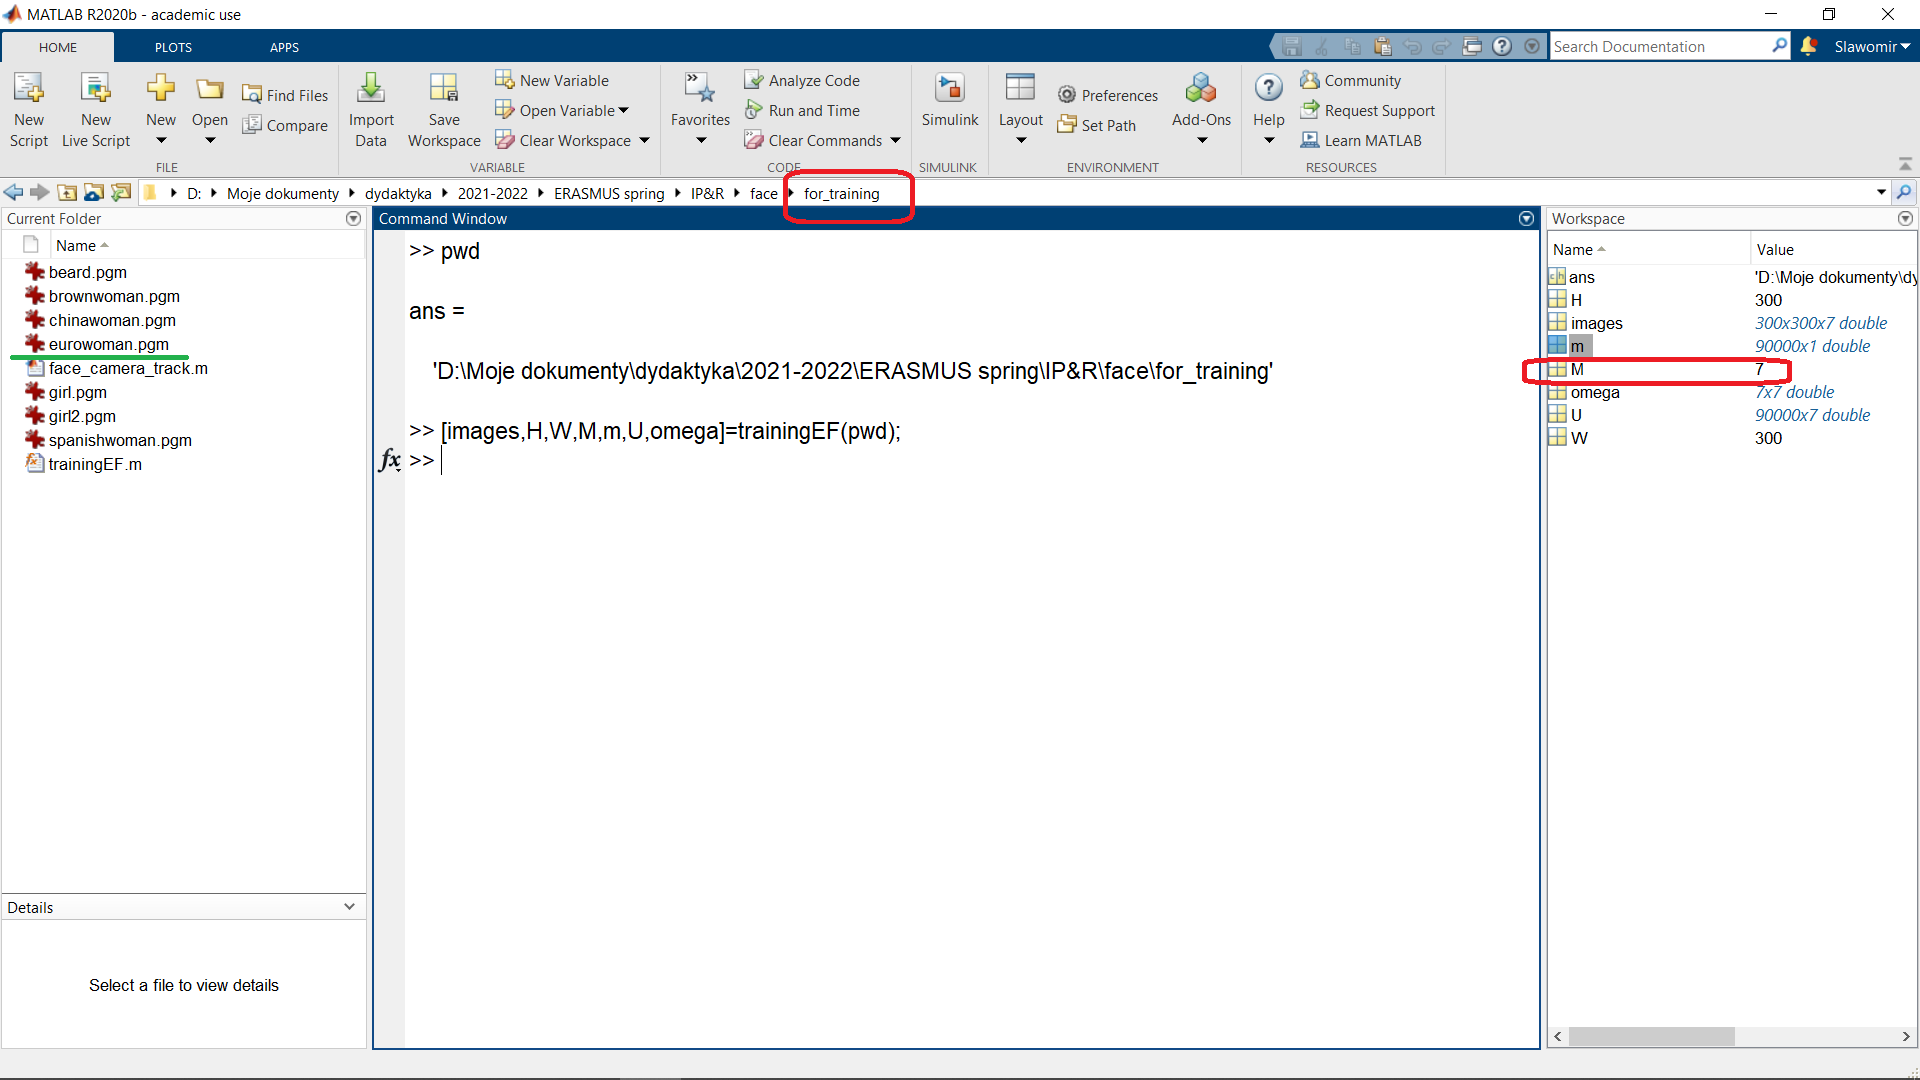 MATLAB R2020b - academic use
HOME PLOTS APPS
Search Documentation
Slawomir
New Script
New Live Script
New
Open
Find Files
Compare
FILE
Import Data
Save Workspace
New Variable
Open Variable
Clear Workspace
VARIABLE
Favorites
Analyze Code
Run and Time
Clear Commands
CODE
Simulink
SIMULINK
Layout
Preferences
Set Path
Add-Ons
ENVIRONMENT
Help
Community
Request Support
Learn MATLAB
RESOURCES
D: Moje dokumenty dydaktyka 2021-2022 ERASMUS spring IP&R face for_training
Current Folder
Name
beard.pgm
brownwoman.pgm
chinawoman.pgm
eurowoman.pgm
face_camera_track.m
girl.pgm
girl2.pgm
spanishwoman.pgm
trainingEF.m
Details
Select a file to view details
Command Window
>> pwd
ans =
'D:\Moje dokumenty\dydaktyka\2021-2022\ERASMUS spring\IP&R\face\for_training'
>> [images,H,W,M,m,U,omega]=trainingEF(pwd);
fx >>
Workspace
Name Value
ans 'D:\Moje dokumenty\dy
H 300
images 300x300x7 double
m 90000x1 double
M 7
omega 7x7 double
U 90000x7 double
W 300